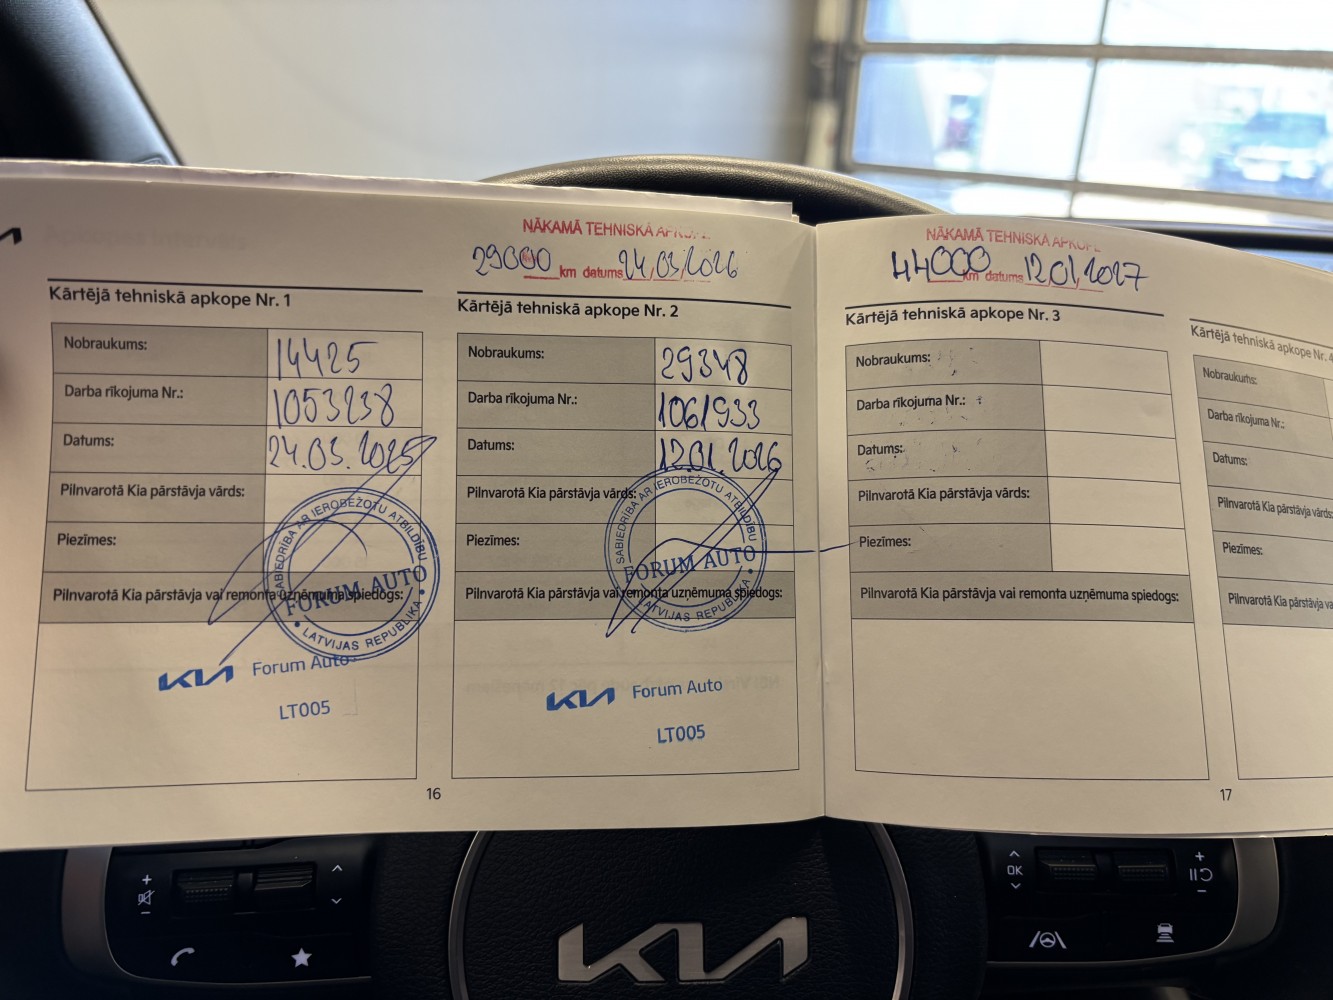 NĀKAMĀ TEHNISKĀ
29000 km datums 24,03,2026
NĀKAMĀ TEHNISKĀ APKOPE
44000 km datums 12,01,2027
Kārtējā tehniskā apkope Nr. 1
Nobraukums: 14425
Darba rīkojuma Nr.: 1053238
Datums: 24.03.2025
Pilnvarotā Kia pārstāvja vārds:
Piezīmes:
Pilnvarotā Kia pārstāvja vai remonta uzņēmuma spiedogs:
SABIEDRĪBA AR IEROBEŽOTU ATBILDĪBU
FORUM AUTO
• LATVIJAS REPUBLIKA •
KIA Forum Auto
LT005
16
Kārtējā tehniskā apkope Nr. 2
Nobraukums: 29348
Darba rīkojuma Nr.: 1061933
Datums: 12.01.2026
Pilnvarotā Kia pārstāvja vārds:
Piezīmes:
Pilnvarotā Kia pārstāvja vai remonta uzņēmuma spiedogs:
SABIEDRĪBA AR IEROBEŽOTU ATBILDĪBU
FORUM AUTO
• LATVIJAS REPUBLIKA •
KIA Forum Auto
LT005
Kārtējā tehniskā apkope Nr. 3
Nobraukums:
Darba rīkojuma Nr.:
Datums:
Pilnvarotā Kia pārstāvja vārds:
Piezīmes:
Pilnvarotā Kia pārstāvja vai remonta uzņēmuma spiedogs:
17
Kārtējā tehniskā apkope Nr. 4
Nobraukums:
Darba rīkojuma Nr.:
Datums:
Pilnvarotā Kia pārstāvja vārds:
Piezīmes:
Pilnvarotā Kia pārstāvja va
OK
KIA